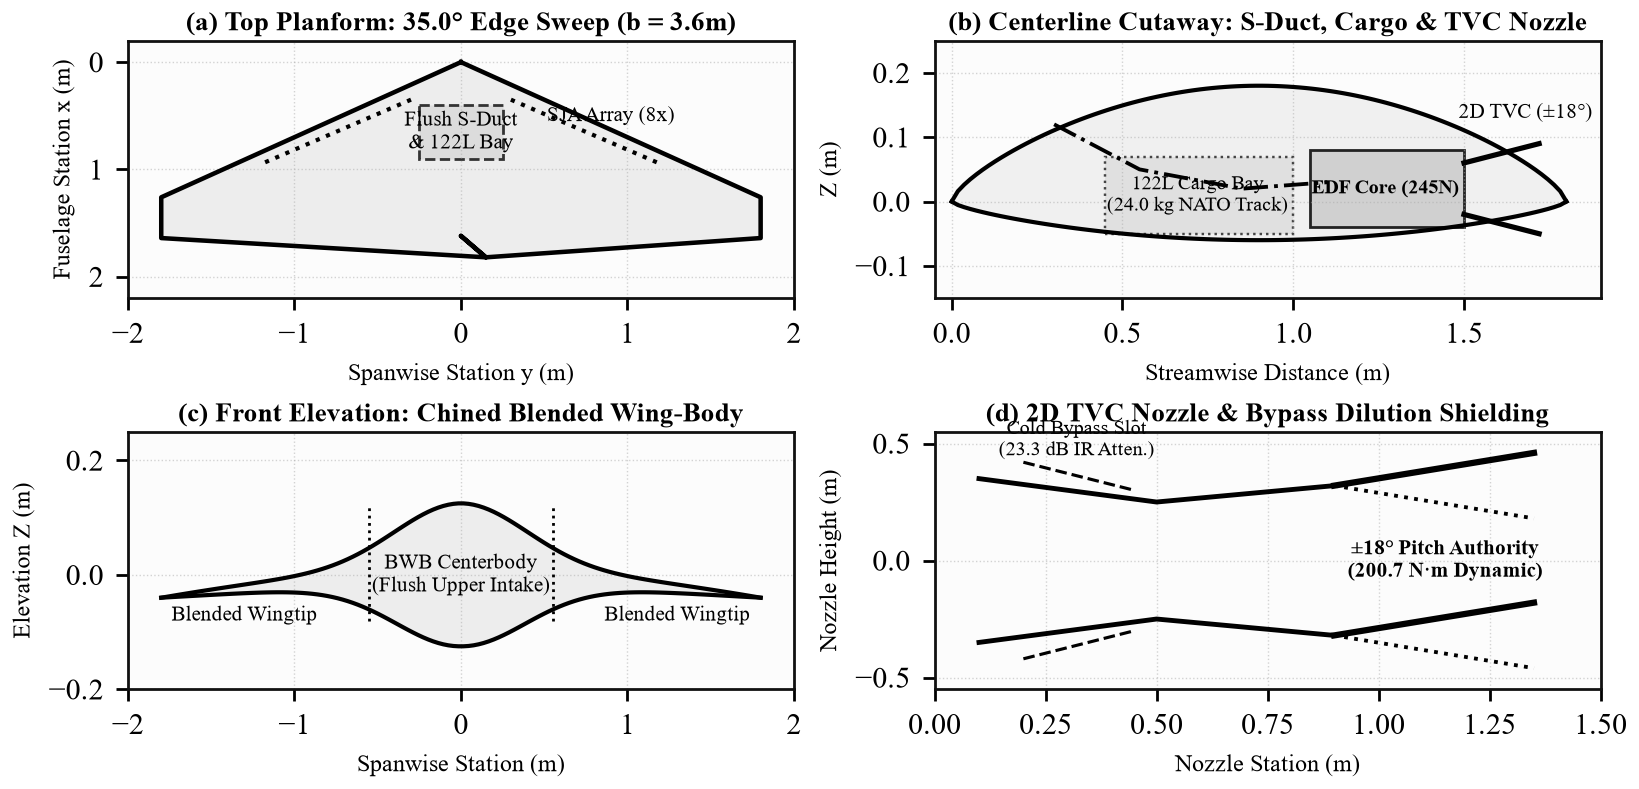 (a) Top Planform: 35.0° Edge Sweep (b = 3.6m)
0
1
2
Fuselage Station x (m)
SJA Array (8x)
Flush S-Duct
& 122L Bay
−2
−1
0
1
2
Spanwise Station y (m)
(b) Centerline Cutaway: S-Duct, Cargo & TVC Nozzle
0.2
0.1
0.0
−0.1
Z (m)
2D TVC (±18°)
122L Cargo Bay
(24.0 kg NATO Track)
EDF Core (245N)
0.0
0.5
1.0
1.5
Streamwise Distance (m)
(c) Front Elevation: Chined Blended Wing-Body
0.2
0.0
−0.2
Elevation Z (m)
BWB Centerbody
(Flush Upper Intake)
Blended Wingtip
Blended Wingtip
−2
−1
0
1
2
Spanwise Station (m)
(d) 2D TVC Nozzle & Bypass Dilution Shielding
Cold Bypass Slot
(23.3 dB IR Atten.)
0.5
0.0
−0.5
Nozzle Height (m)
±18° Pitch Authority
(200.7 N·m Dynamic)
0.00
0.25
0.50
0.75
1.00
1.25
1.50
Nozzle Station (m)